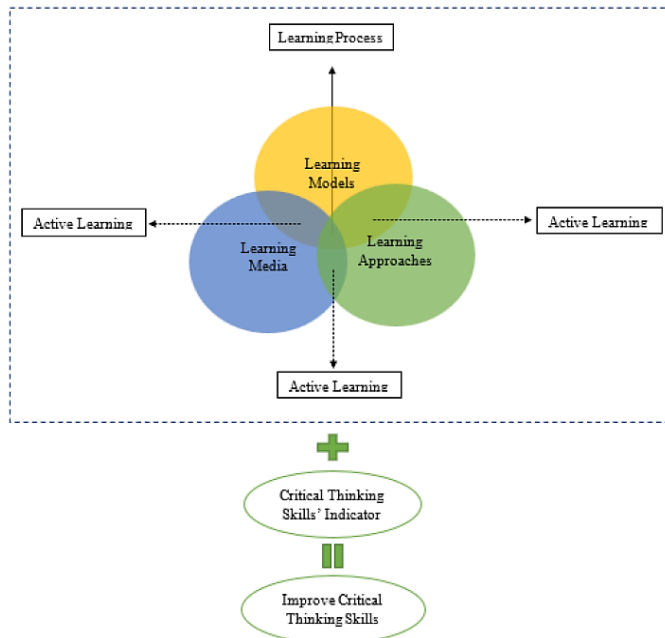 Learning Process
Learning
Models
Active Learning
Active Learning
Learning
Media
Learning
Approaches
Active Learning
Critical Thinking
Skills' Indicator
Improve Critical
Thinking Skills